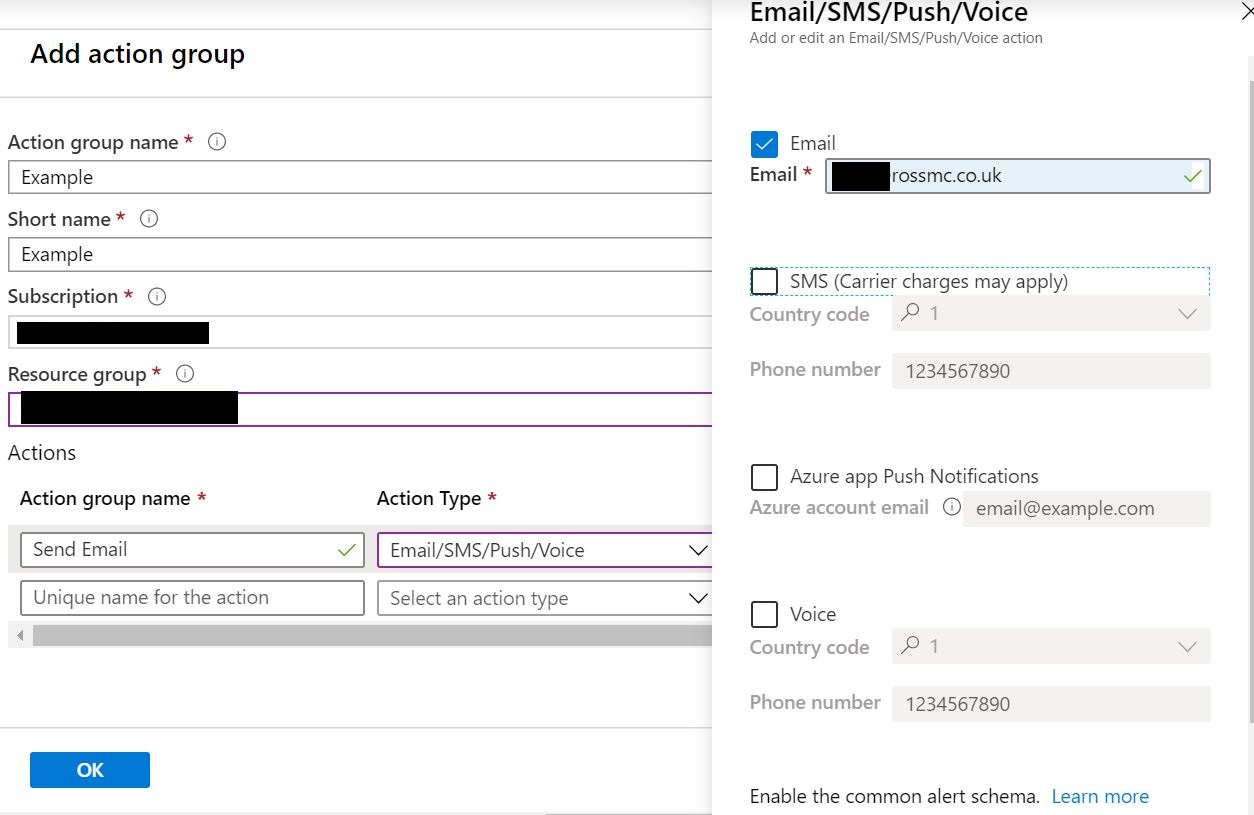 Add action group
Action group name *
Example
Short name *
Example
Subscription *
Resource group *
Actions
Action group name *
Action Type *
Send Email
Email/SMS/Push/Voice
Unique name for the action
Select an action type
OK
Email/SMS/Push/Voice
Add or edit an Email/SMS/Push/Voice action
Email
Email *
rossmc.co.uk
SMS (Carrier charges may apply)
Country code
1
Phone number
1234567890
Azure app Push Notifications
Azure account email
email@example.com
Voice
Country code
1
Phone number
1234567890
Enable the common alert schema. Learn more